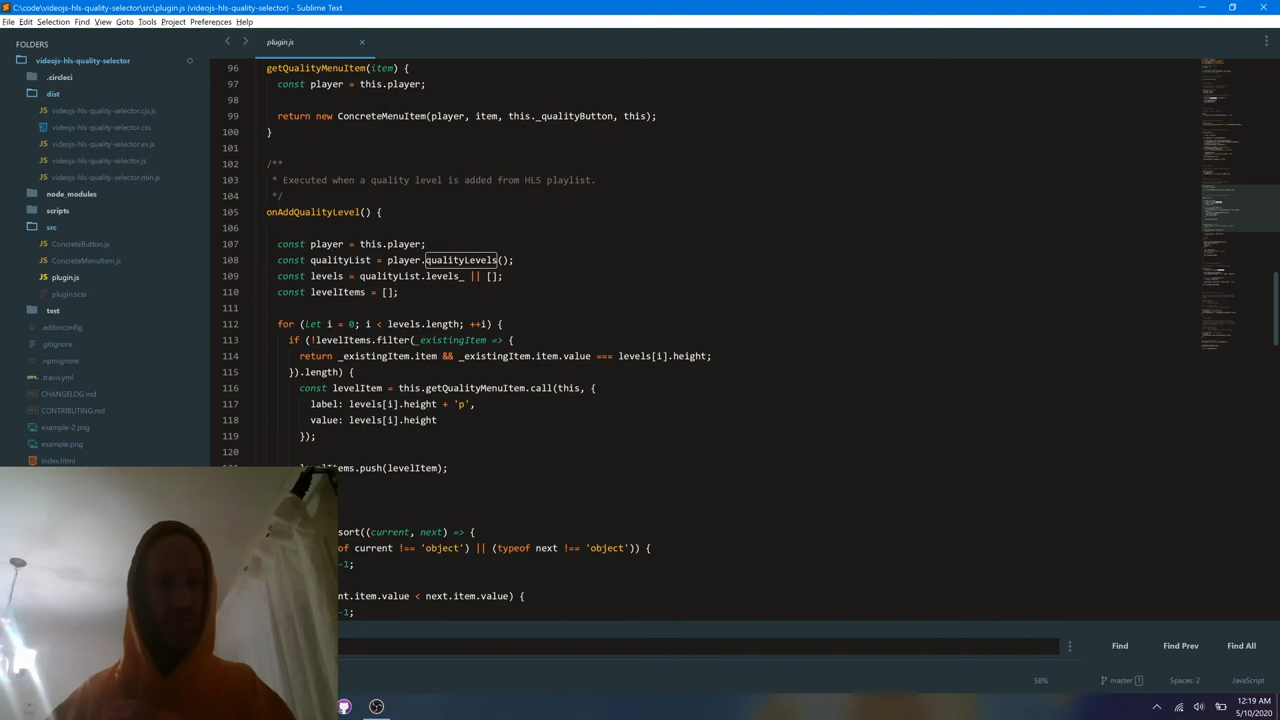 C:\code\videojs-hls-quality-selector\src\plugin.js (videojs-hls-quality-selector) - Sublime Text
File Edit Selection Find View Goto Tools Project Preferences Help
FOLDERS
videojs-hls-quality-selector
.circleci
dist
videojs-hls-quality-selector.cjs.js
videojs-hls-quality-selector.css
videojs-hls-quality-selector.es.js
videojs-hls-quality-selector.js
videojs-hls-quality-selector.min.js
node_modules
scripts
src
ConcreteButton.js
ConcreteMenuItem.js
plugin.js
plugin.scss
test
.editorconfig
.gitignore
.npmignore
.travis.yml
CHANGELOG.md
CONTRIBUTING.md
example-2.png
example.png
index.html
plugin.js
96 getQualityMenuItem(item) {
97 const player = this.player;
98
99 return new ConcreteMenuItem(player, item, this._qualityButton, this);
100 }
101
102 /**
103 * Executed when a quality level is added from HLS playlist.
104 */
105 onAddQualityLevel() {
106
107 const player = this.player;
108 const qualityList = player.qualityLevels();
109 const levels = qualityList.levels_ || [];
110 const levelItems = [];
111
112 for (let i = 0; i < levels.length; ++i) {
113 if (!levelItems.filter(_existingItem => {
114 return _existingItem.item && _existingItem.item.value === levels[i].height;
115 }).length) {
116 const levelItem = this.getQualityMenuItem.call(this, {
117 label: levels[i].height + 'p',
118 value: levels[i].height
119 });
120
levelItems.push(levelItem);
sort((current, next) => {
of current !== 'object') || (typeof next !== 'object')) {
-1;
nt.item.value < next.item.value) {
-1;
Find Find Prev Find All
58% master 1 Spaces: 2 JavaScript
12:19 AM
5/10/2020